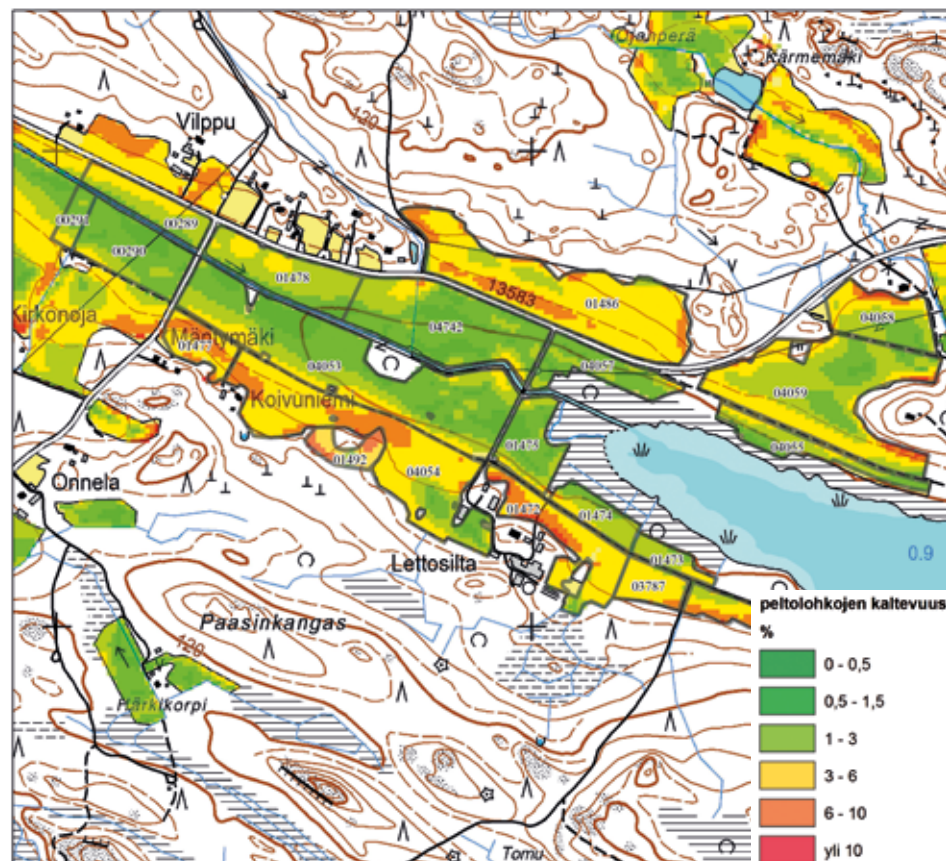 Ojanperä
Kärmemäki
Vilppu
120
00291
00289
00290
01478
13583
01486
04058
04742
Kirkonoja
Mäntymäki
01477
04053
04057
04059
Koivuniemi
01492
04054
01475
04055
Onnela
01472
01474
Lettosilta
01473
03787
0.9
Paasinkangas
120
Härkikorpi
Tomu
peltolohkojen kaltevuus
%
0 - 0,5
0,5 - 1,5
1 - 3
3 - 6
6 - 10
yli 10